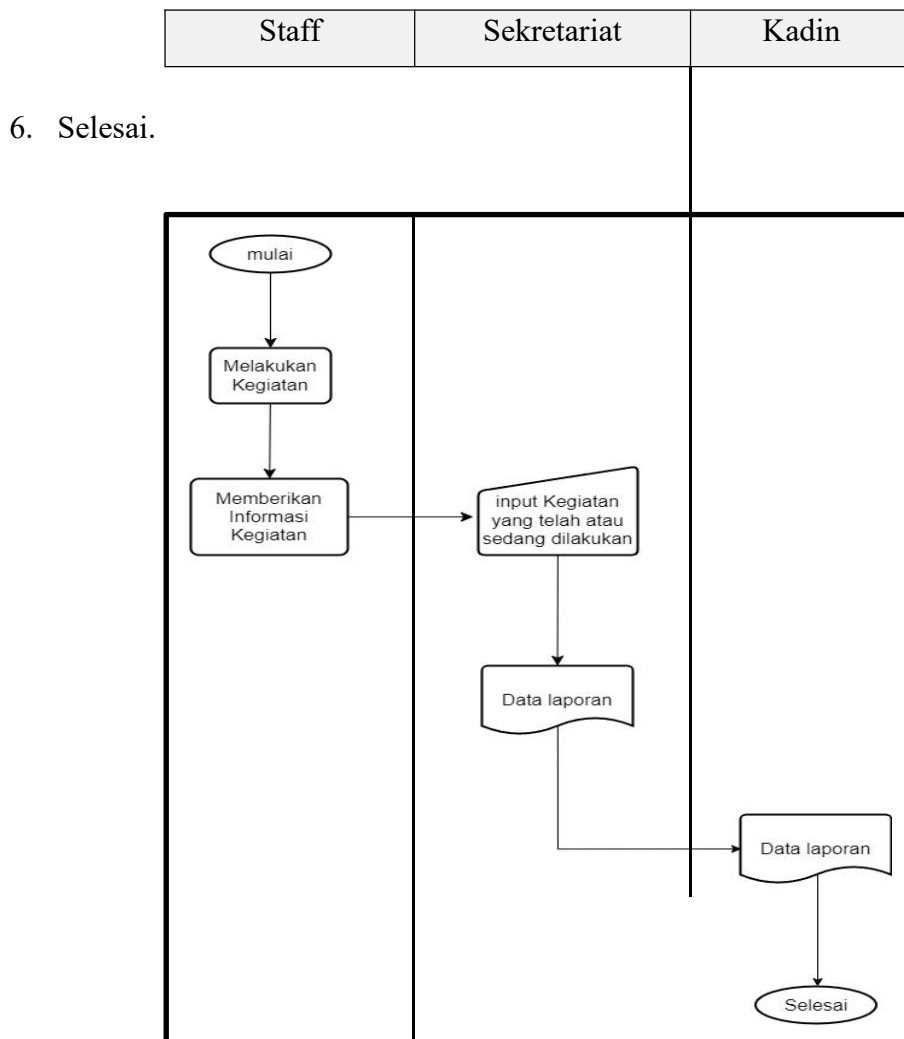 Staff Sekretariat Kadin
6. Selesai.
mulai
Melakukan
Kegiatan
Memberikan
Informasi
Kegiatan
input Kegiatan
yang telah atau
sedang dilakukan
Data laporan
Data laporan
Selesai